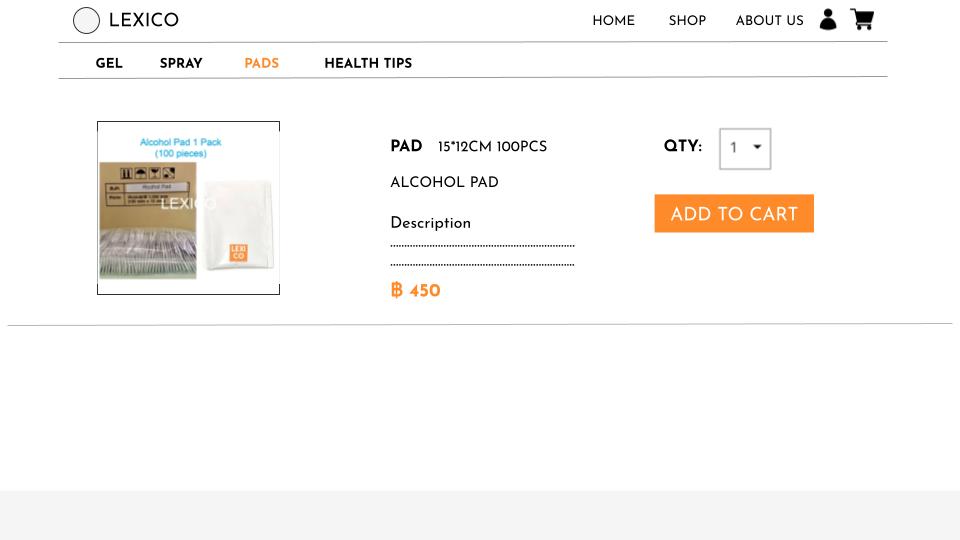 LEXICO
HOME SHOP ABOUT US
GEL SPRAY PADS HEALTH TIPS
Alcohol Pad 1 Pack
(100 pieces)
Alcohol Pad
LEXICO
LEXI
CO
PAD 15*12CM 100PCS
ALCOHOL PAD
Description
฿ 450
QTY: 1
ADD TO CART